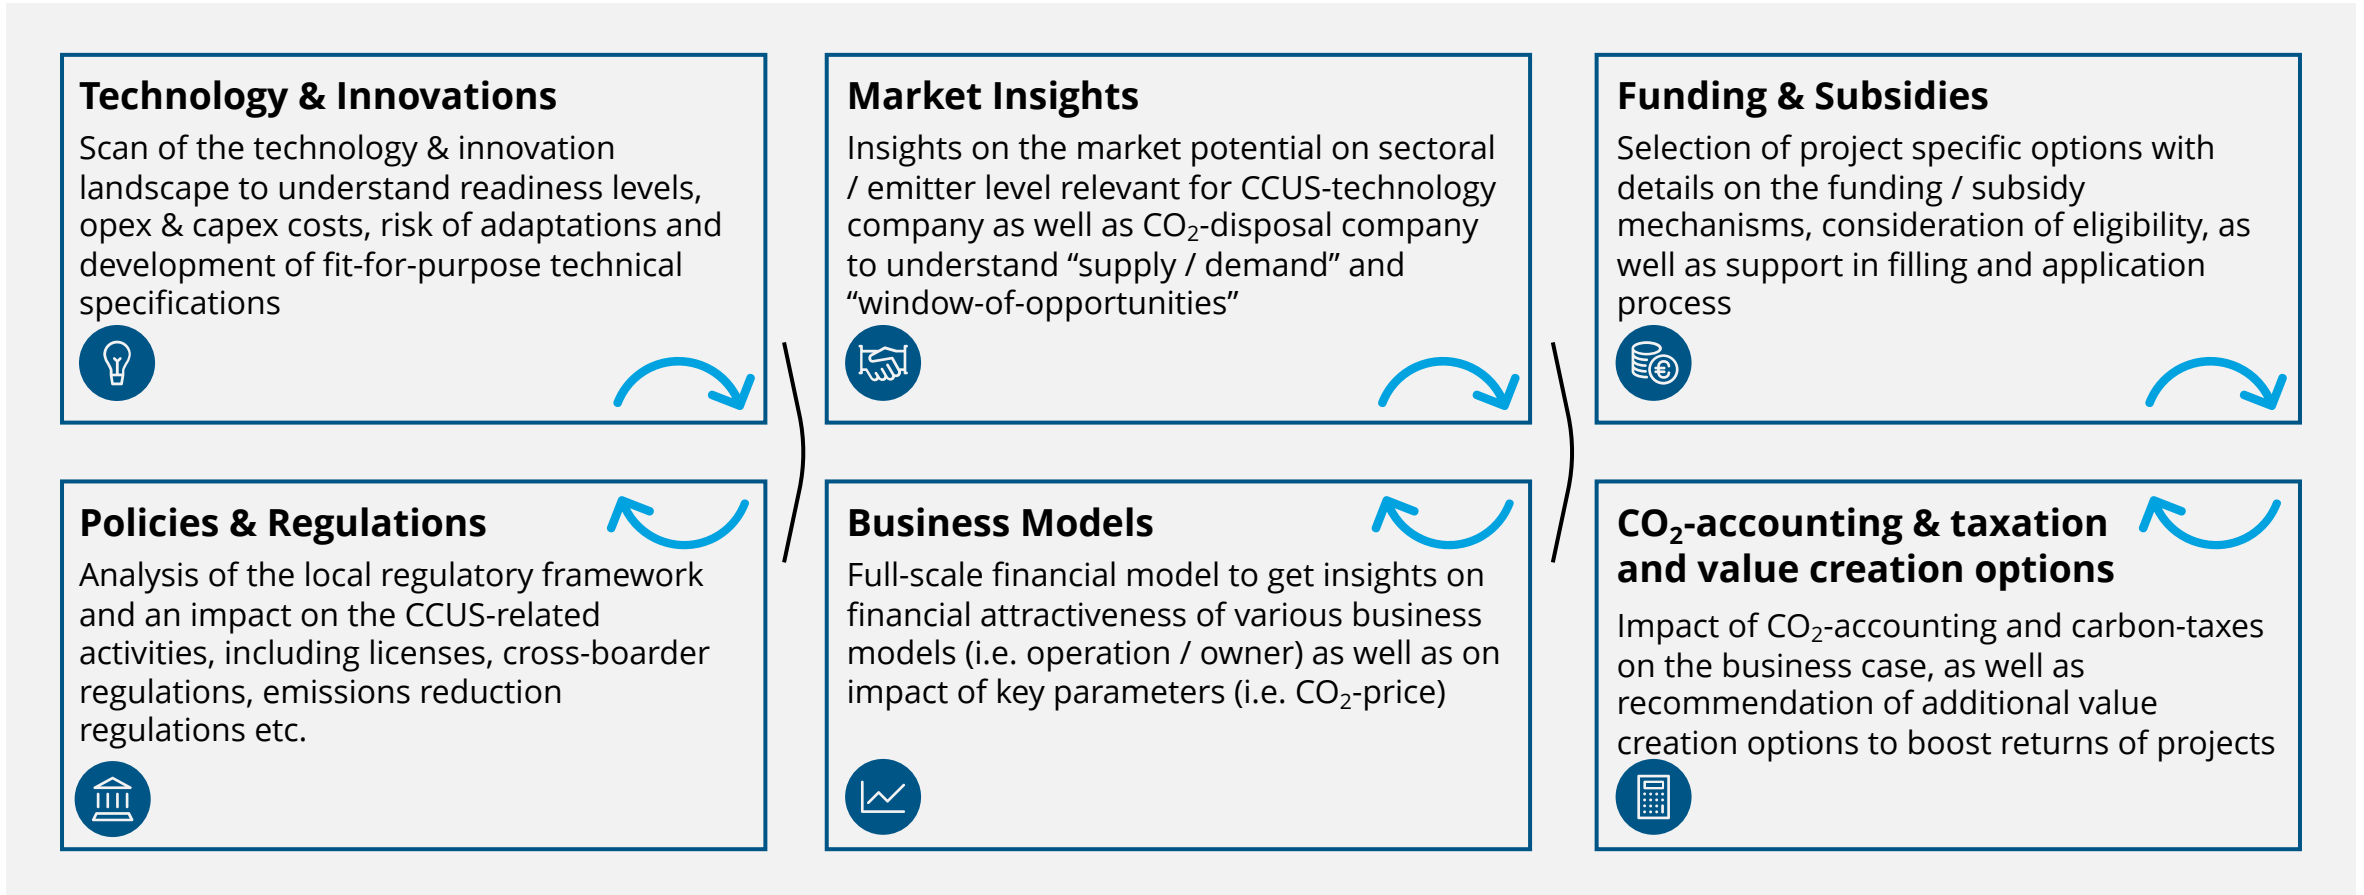 Technology & Innovations
Scan of the technology & innovation
landscape to understand readiness levels,
opex & capex costs, risk of adaptations and
development of fit-for-purpose technical
specifications
Market Insights
Insights on the market potential on sectoral
/ emitter level relevant for CCUS-technology
company as well as CO₂-disposal company
to understand “supply / demand” and
“window-of-opportunities”
Funding & Subsidies
Selection of project specific options with
details on the funding / subsidy
mechanisms, consideration of eligibility, as
well as support in filling and application
process
Policies & Regulations
Analysis of the local regulatory framework
and an impact on the CCUS-related
activities, including licenses, cross-boarder
regulations, emissions reduction
regulations etc.
Business Models
Full-scale financial model to get insights on
financial attractiveness of various business
models (i.e. operation / owner) as well as on
impact of key parameters (i.e. CO₂-price)
CO₂-accounting & taxation
and value creation options
Impact of CO₂-accounting and carbon-taxes
on the business case, as well as
recommendation of additional value
creation options to boost returns of projects